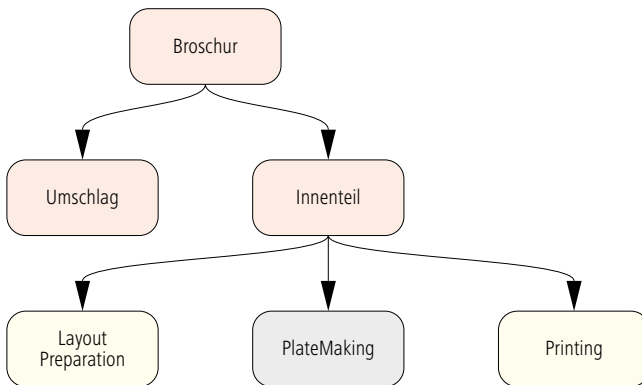 Broschur
Umschlag
Innenteil
Layout
Preparation
PlateMaking
Printing